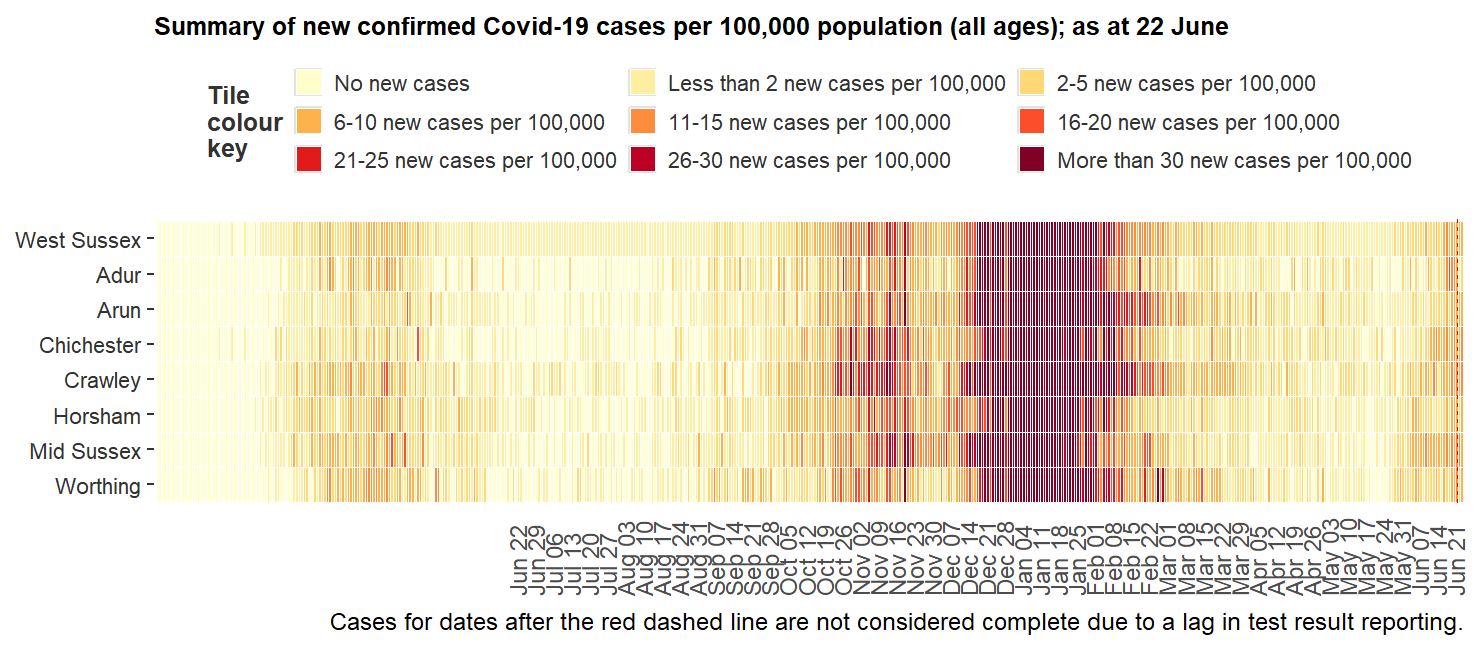 Summary of new confirmed Covid-19 cases per 100,000 population (all ages); as at 22 June
Tile
colour
key
No new cases
Less than 2 new cases per 100,000
2-5 new cases per 100,000
6-10 new cases per 100,000
11-15 new cases per 100,000
16-20 new cases per 100,000
21-25 new cases per 100,000
26-30 new cases per 100,000
More than 30 new cases per 100,000
West Sussex
Adur
Arun
Chichester
Crawley
Horsham
Mid Sussex
Worthing
Jun 22
Jun 29
Jul 06
Jul 13
Jul 20
Jul 27
Aug 03
Aug 10
Aug 17
Aug 24
Aug 31
Sep 07
Sep 14
Sep 21
Sep 28
Oct 05
Oct 12
Oct 19
Oct 26
Nov 02
Nov 09
Nov 16
Nov 23
Nov 30
Dec 07
Dec 14
Dec 21
Dec 28
Jan 04
Jan 11
Jan 18
Jan 25
Feb 01
Feb 08
Feb 15
Feb 22
Mar 01
Mar 08
Mar 15
Mar 22
Mar 29
Apr 05
Apr 12
Apr 19
Apr 26
May 03
May 10
May 17
May 24
May 31
Jun 07
Jun 14
Jun 21
Cases for dates after the red dashed line are not considered complete due to a lag in test result reporting.